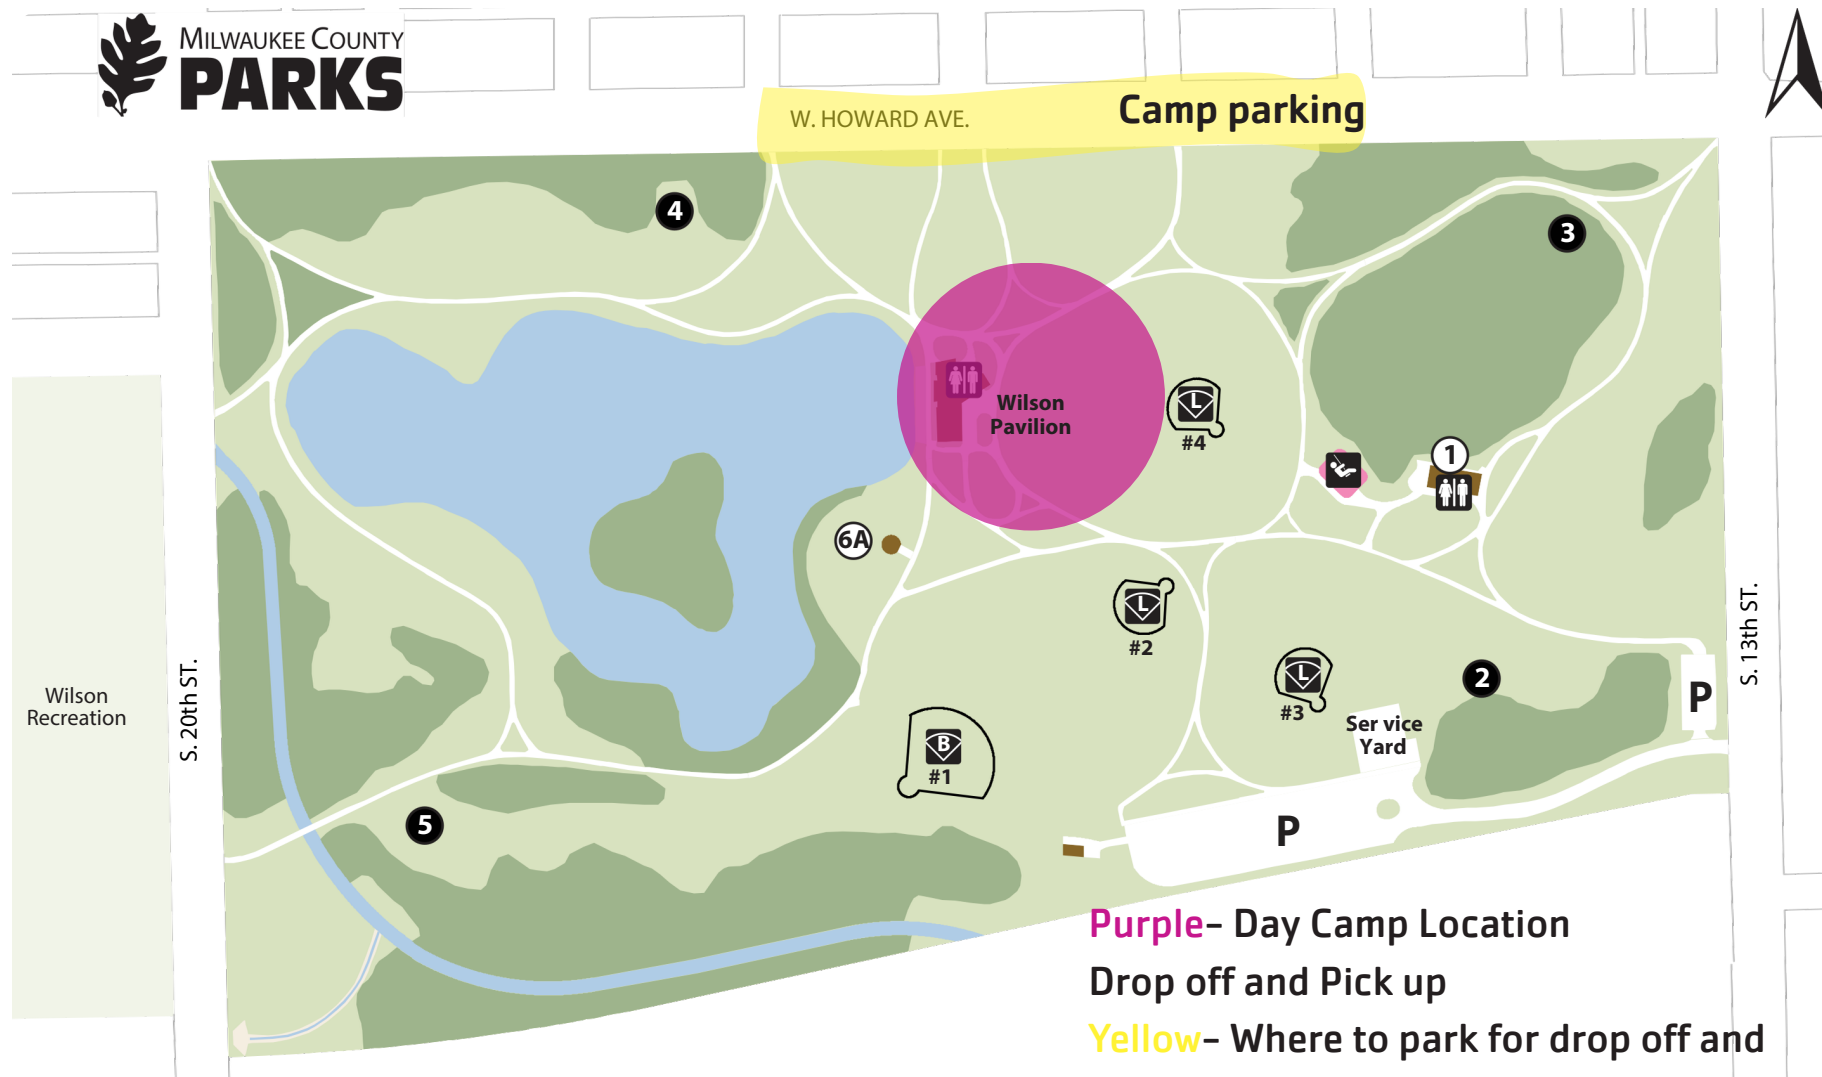 MILWAUKEE COUNTY
PARKS
W. HOWARD AVE.
Camp parking
4
3
Wilson
Pavilion
L
#4
1
6A
L
#2
S. 13th ST.
Wilson
Recreation
S. 20th ST.
L
#3
2
P
Ser vice
Yard
B
#1
5
P
Purple– Day Camp Location
Drop off and Pick up
Yellow– Where to park for drop off and